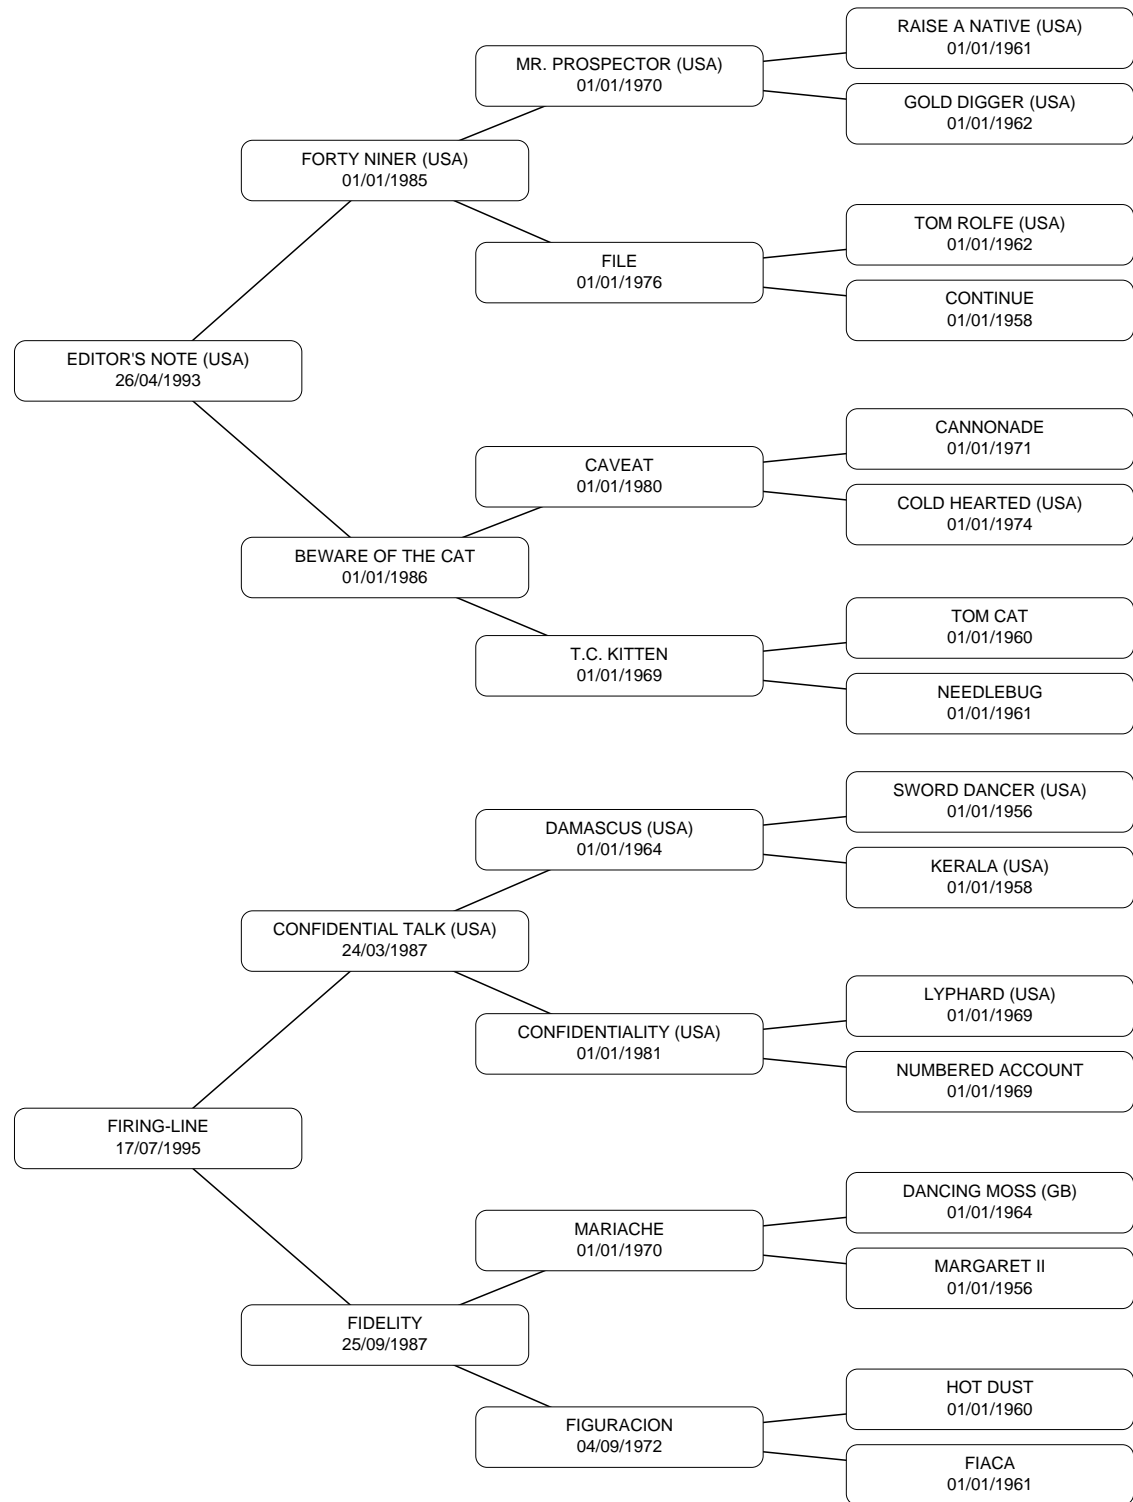 RAISE A NATIVE (USA)
01/01/1961
MR. PROSPECTOR (USA)
01/01/1970
GOLD DIGGER (USA)
01/01/1962
FORTY NINER (USA)
01/01/1985
TOM ROLFE (USA)
01/01/1962
FILE
01/01/1976
CONTINUE
01/01/1958
EDITOR'S NOTE (USA)
26/04/1993
CANNONADE
01/01/1971
CAVEAT
01/01/1980
COLD HEARTED (USA)
01/01/1974
BEWARE OF THE CAT
01/01/1986
TOM CAT
01/01/1960
T.C. KITTEN
01/01/1969
NEEDLEBUG
01/01/1961
SWORD DANCER (USA)
01/01/1956
DAMASCUS (USA)
01/01/1964
KERALA (USA)
01/01/1958
CONFIDENTIAL TALK (USA)
24/03/1987
LYPHARD (USA)
01/01/1969
CONFIDENTIALITY (USA)
01/01/1981
NUMBERED ACCOUNT
01/01/1969
FIRING-LINE
17/07/1995
DANCING MOSS (GB)
01/01/1964
MARIACHE
01/01/1970
MARGARET II
01/01/1956
FIDELITY
25/09/1987
HOT DUST
01/01/1960
FIGURACION
04/09/1972
FIACA
01/01/1961